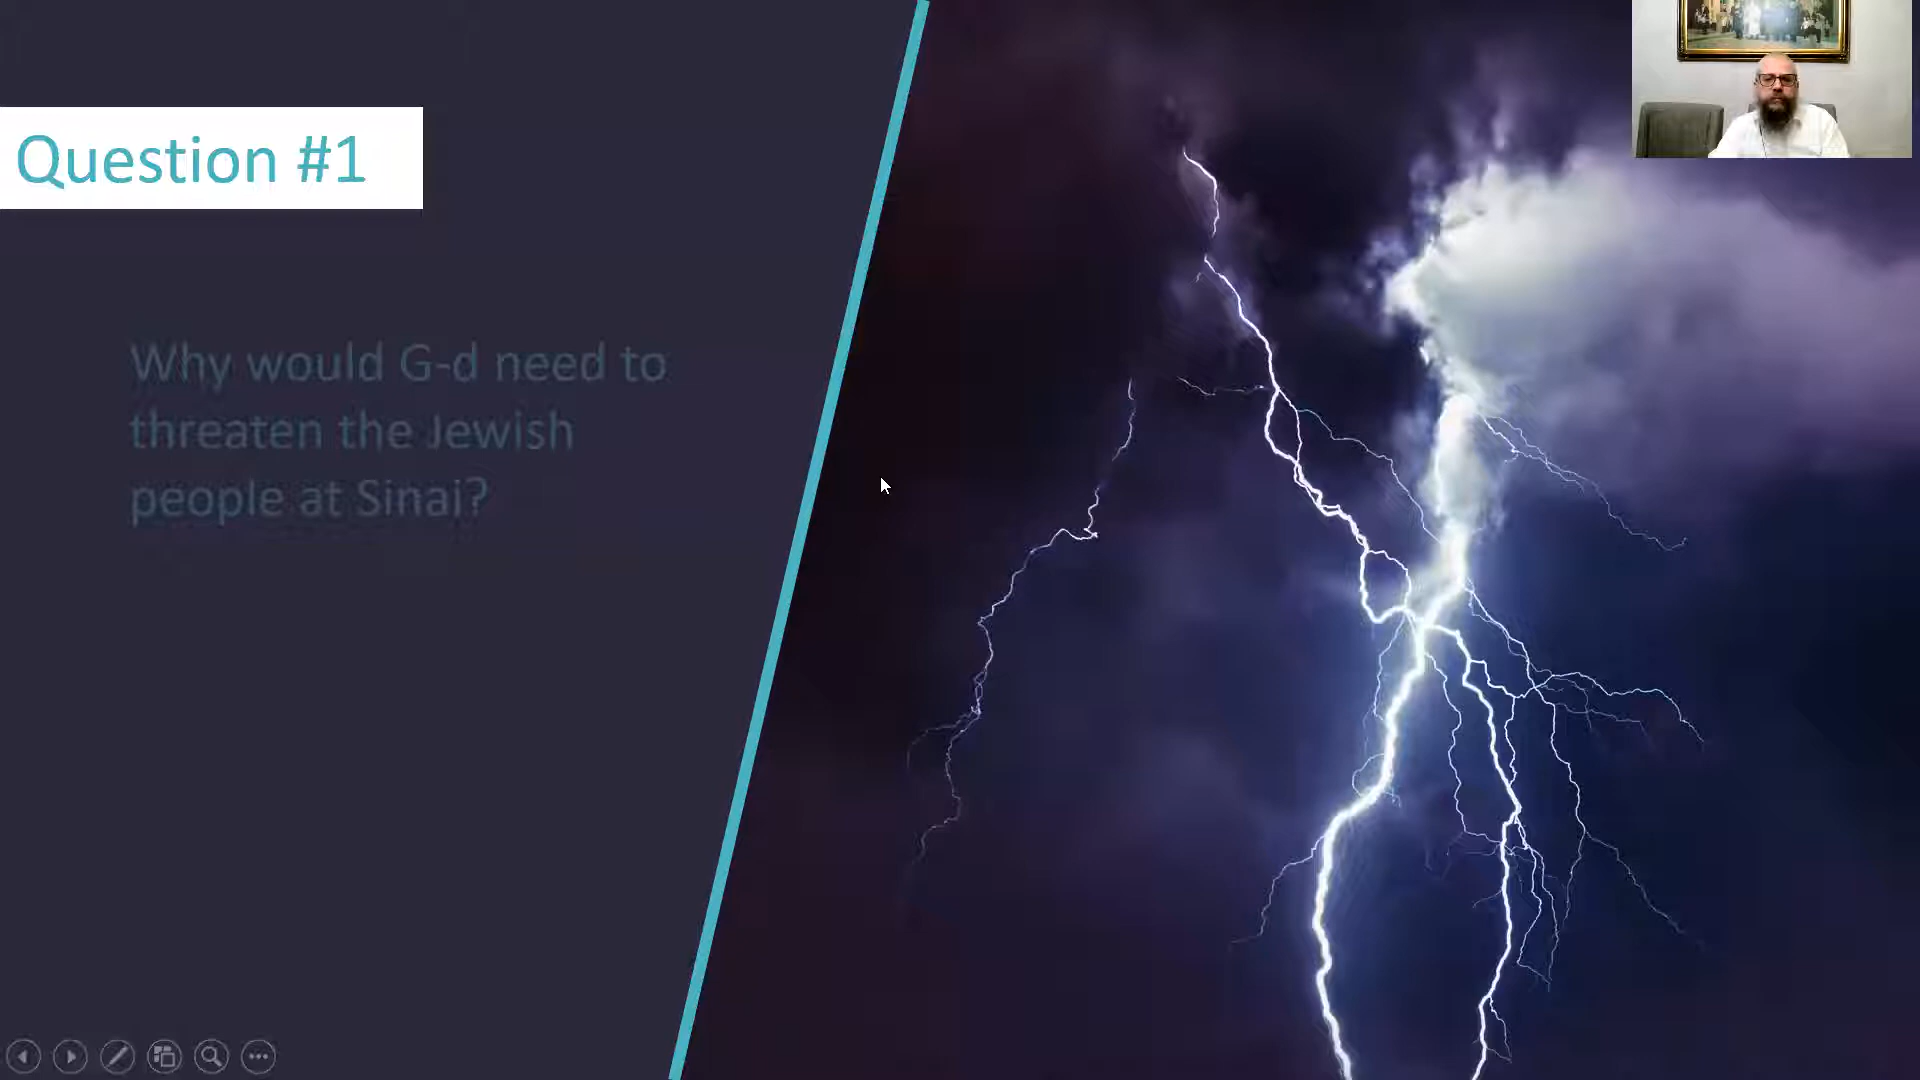 Question #1
Why would G-d need to
threaten the Jewish
people at Sinai?